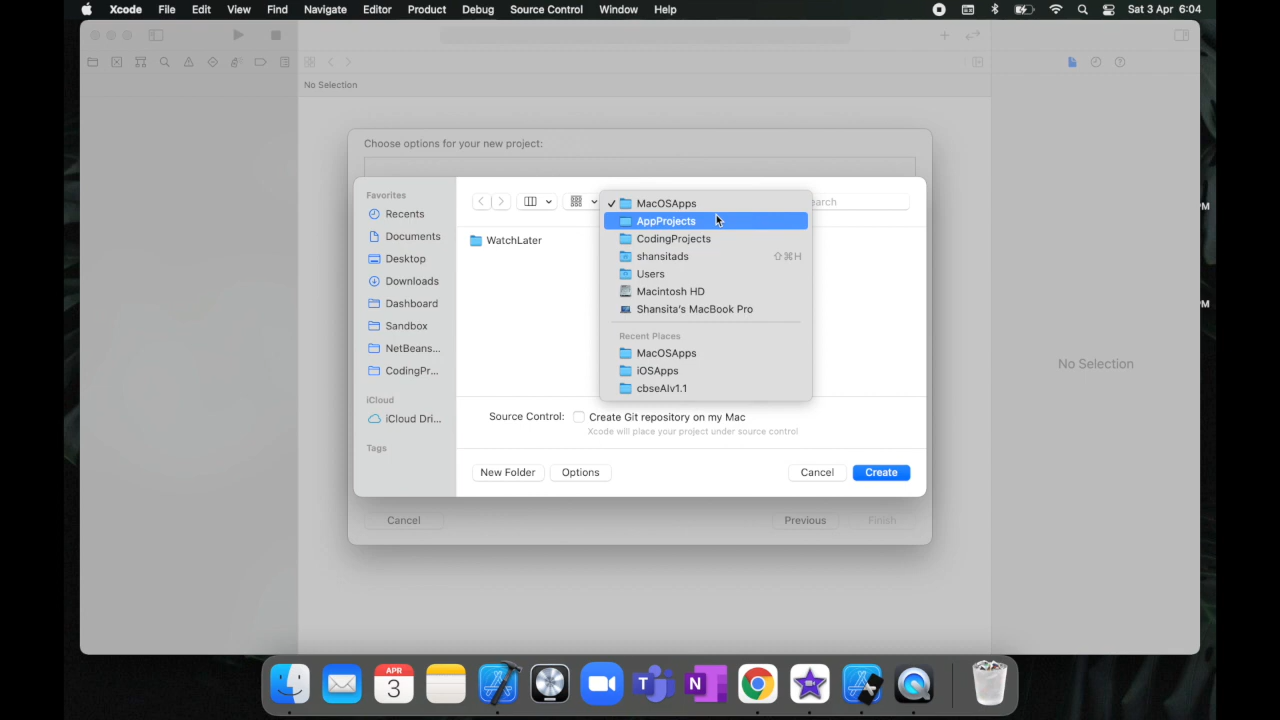 Xcode File Edit View Find Navigate Editor Product Debug Source Control Window Help Sat 3 Apr 6:04
No Selection
Choose options for your new project:
Favorites
Recents
Documents
Desktop
Downloads
Dashboard
Sandbox
NetBeans...
CodingPr...
iCloud
iCloud Dri...
Tags
earch
WatchLater
✓ MacOSApps
AppProjects
CodingProjects
shansitads ⇧⌘H
Users
Macintosh HD
Shansita's MacBook Pro
Recent Places
MacOSApps
iOSApps
cbseAIv1.1
Source Control: Create Git repository on my Mac
Xcode will place your project under source control
New Folder Options Cancel Create
Cancel Previous Finish
No Selection
PM
PM
APR
3